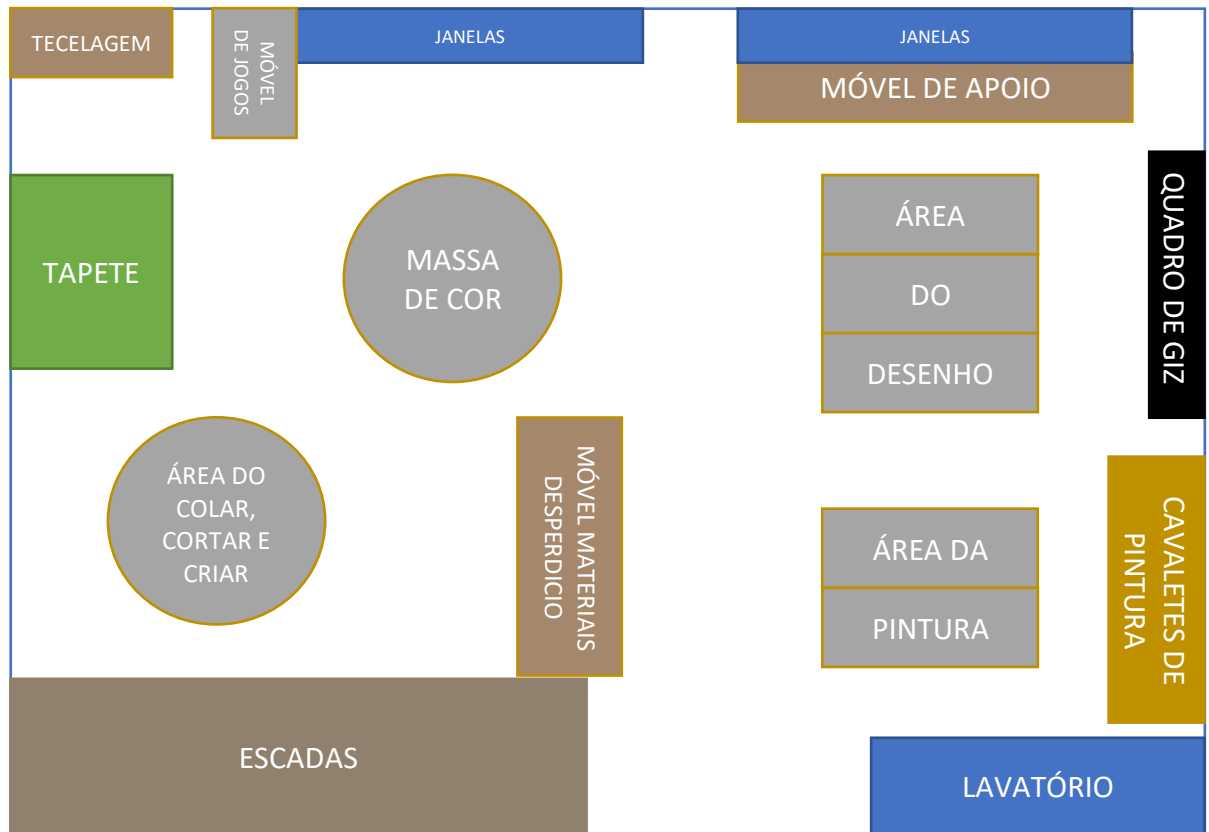 TECELAGEM
MÓVEL
DE JOGOS
JANELAS
JANELAS
MÓVEL DE APOIO
TAPETE
MASSA
DE COR
ÁREA
DO
DESENHO
QUADRO DE GIZ
ÁREA DO
COLAR,
CORTAR E
CRIAR
MÓVEL MATERIAIS
DESPERDICIO
ÁREA DA
PINTURA
CAVALETES DE
PINTURA
ESCADAS
LAVATÓRIO